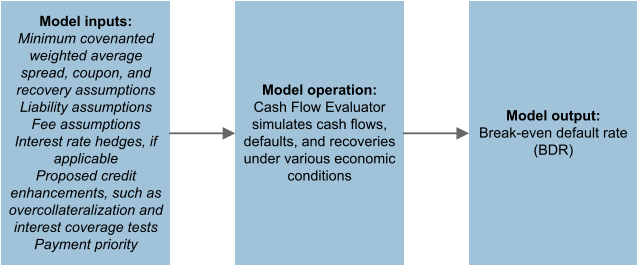 Model inputs:
Minimum covenanted
weighted average
spread, coupon, and
recovery assumptions
Liability assumptions
Fee assumptions
Interest rate hedges, if
applicable
Proposed credit
enhancements, such as
overcollateralization and
interest coverage tests
Payment priority
Model operation:
Cash Flow Evaluator
simulates cash flows,
defaults, and recoveries
under various economic
conditions
Model output:
Break-even default rate
(BDR)